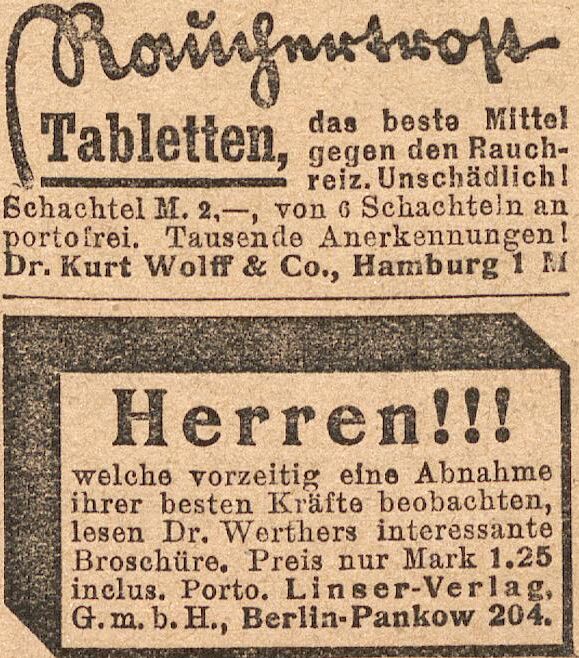 Rauchertrost
Tabletten,
das beste Mittel
gegen den Rauch-
reiz. Unschädlich!
Schachtel M. 2,—, von 6 Schachteln an
portofrei. Tausende Anerkennungen!
Dr. Kurt Wolff & Co., Hamburg 1 M
Herren!!!
welche vorzeitig eine Abnahme
ihrer besten Kräfte beobachten,
lesen Dr. Werthers interessante
Broschüre. Preis nur Mark 1.25
inclus. Porto. Linser-Verlag,
G. m. b. H., Berlin-Pankow 204.